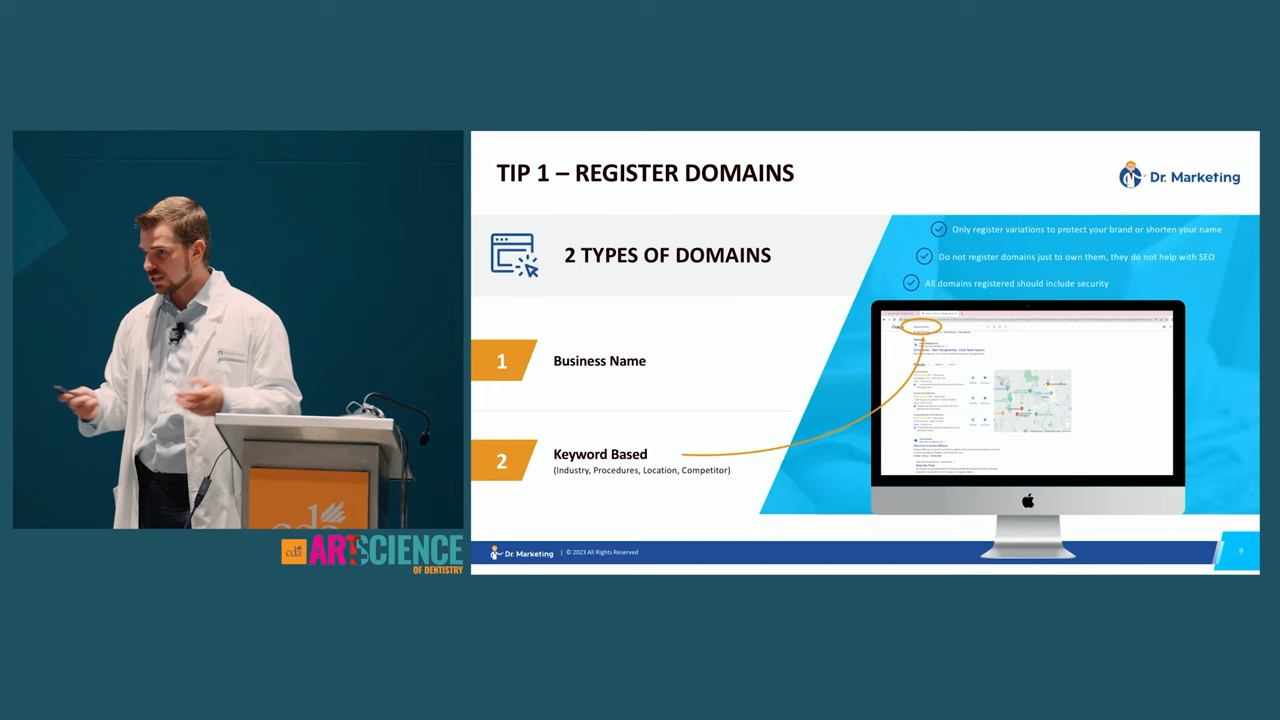 TIP 1 – REGISTER DOMAINS
Dr. Marketing
2 TYPES OF DOMAINS
Only register variations to protect your brand or shorten your name
Do not register domains just to own them, they do not help with SEO
All domains registered should include security
1
Business Name
2
Keyword Based
(Industry, Procedures, Location, Competitor)
cda
cda
ARTSCIENCE
OF DENTISTRY
Dr. Marketing | © 2023 All Rights Reserved
9